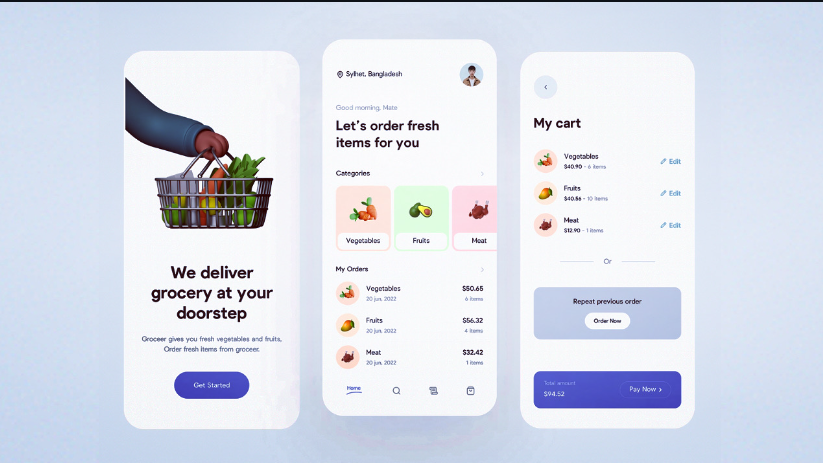 We deliver
grocery at your
doorstep
Groceer gives you fresh vegetables and fruits,
Order fresh items from groceer.
Get Started
Sylhet, Bangladesh
Good morning, Mate
Let's order fresh
items for you
Categories
Vegetables
Fruits
Meat
My Orders
Vegetables
$50.65
20 jun, 2022
6 items
Fruits
$56.32
20 jun, 2022
4 items
Meat
$32.42
20 jun, 2022
1 items
Home
My cart
Vegetables
$40.90 - 6 items
Edit
Fruits
$40.56 - 10 items
Edit
Meat
$12.90 - 1 items
Edit
Or
Repeat previous order
Order Now
Total amount
$94.52
Pay Now